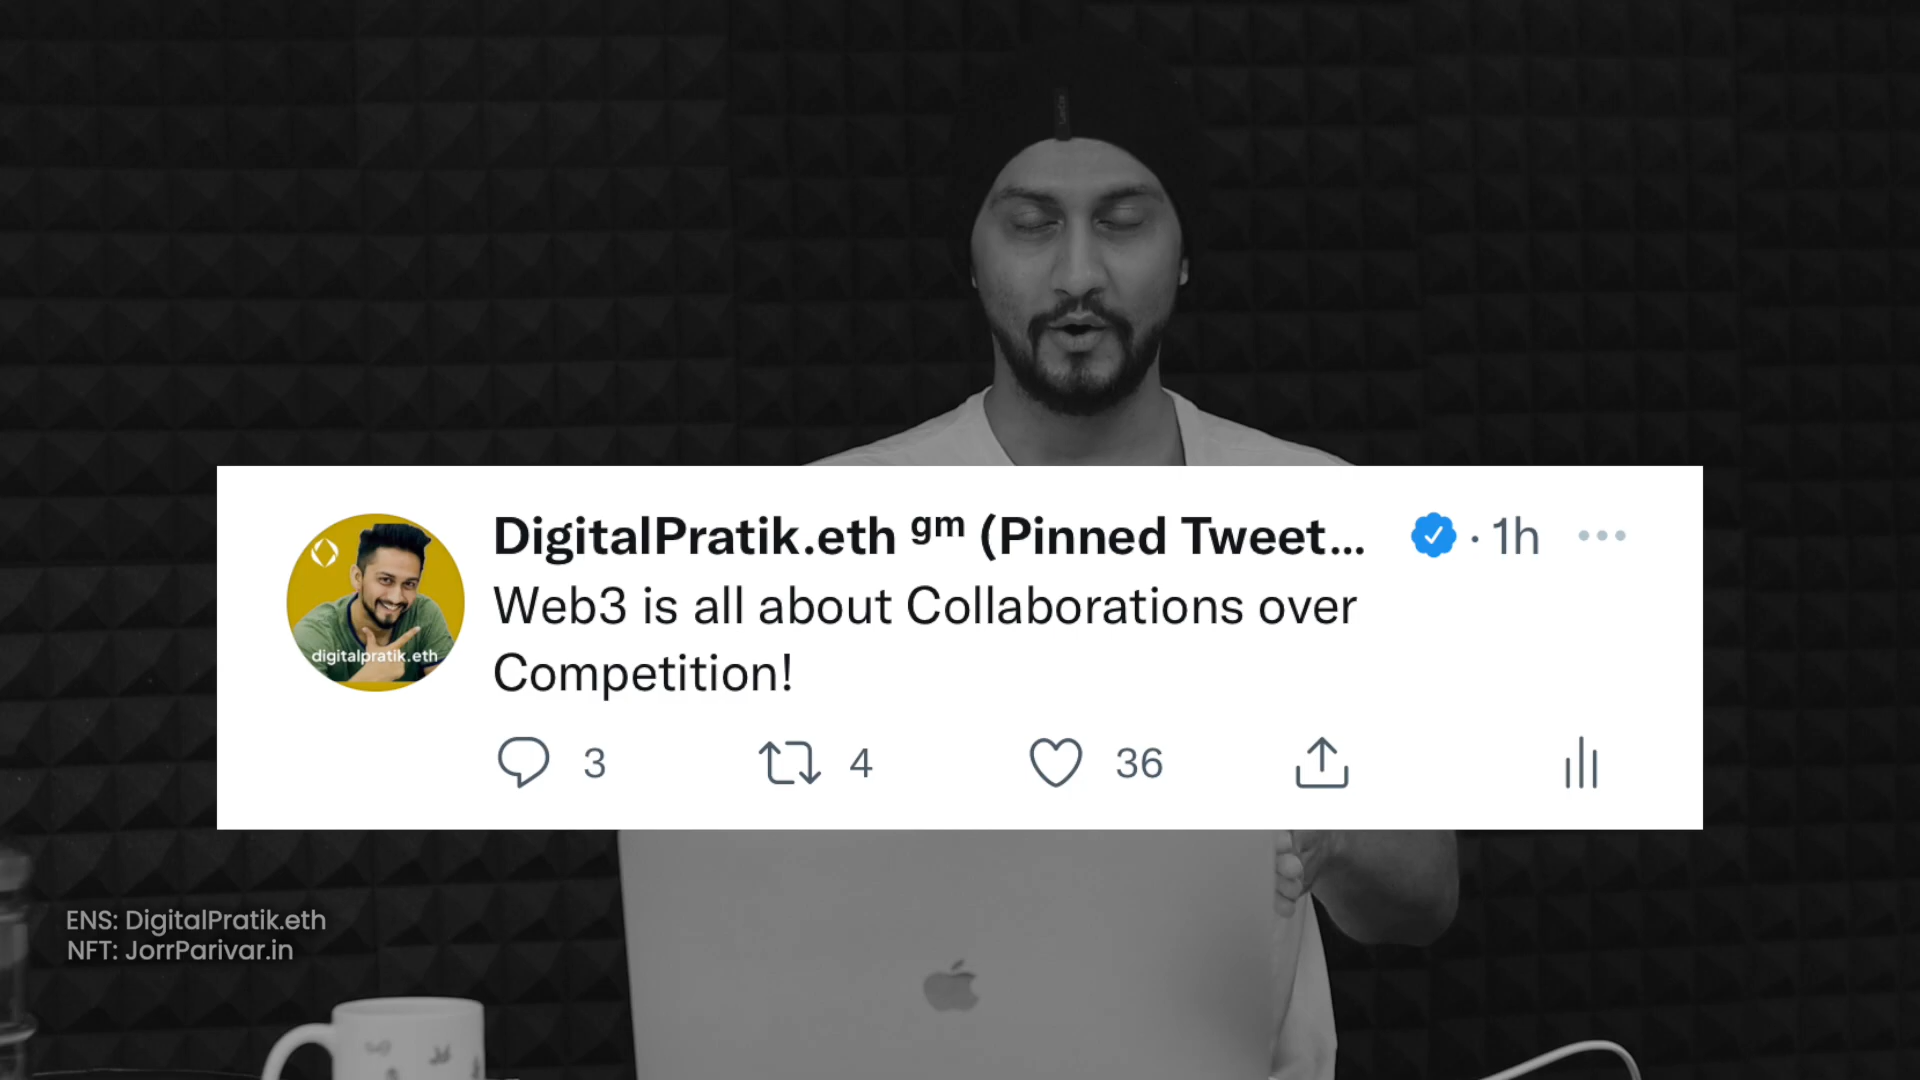 DigitalPratik.eth ᵍᵐ (Pinned Tweet... · 1h
digitalpratik.eth
Web3 is all about Collaborations over
Competition!
3 4 36
ENS: DigitalPratik.eth
NFT: JorrParivar.in